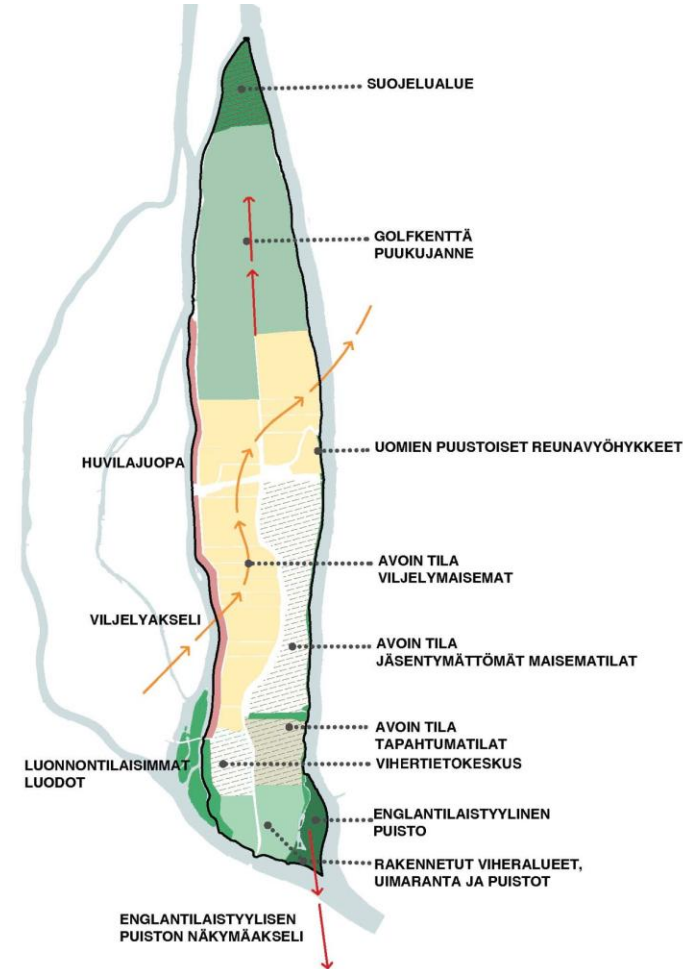 SUOJELUALUE
GOLFKENTTÄ
PUUKUJANNE
HUVILAJUOPA
UOMIEN PUUSTOISET REUNAVYÖHYKKEET
AVOIN TILA
VILJELYMAISEMAT
VILJELYAKSELI
AVOIN TILA
JÄSENTYMÄTTÖMÄT MAISEMATILAT
AVOIN TILA
TAPAHTUMATILAT
VIHERTIETOKESKUS
LUONNONTILAISIMMAT
LUODOT
ENGLANTILAISTYYLINEN
PUISTO
RAKENNETUT VIHERALUEET,
UIMARANTA JA PUISTOT
ENGLANTILAISTYYLISEN
PUISTON NÄKYMÄAKSELI